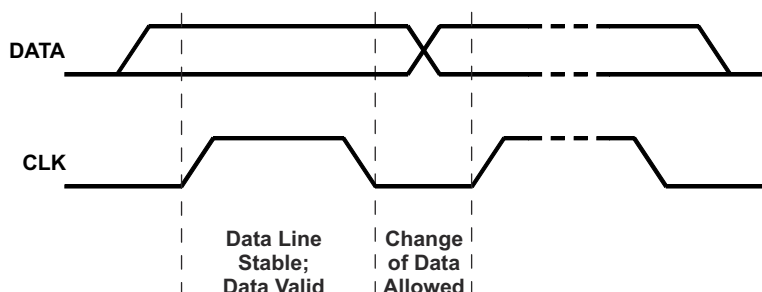 DATA
CLK
Data Line
Stable;
Data Valid
Change
of Data
Allowed